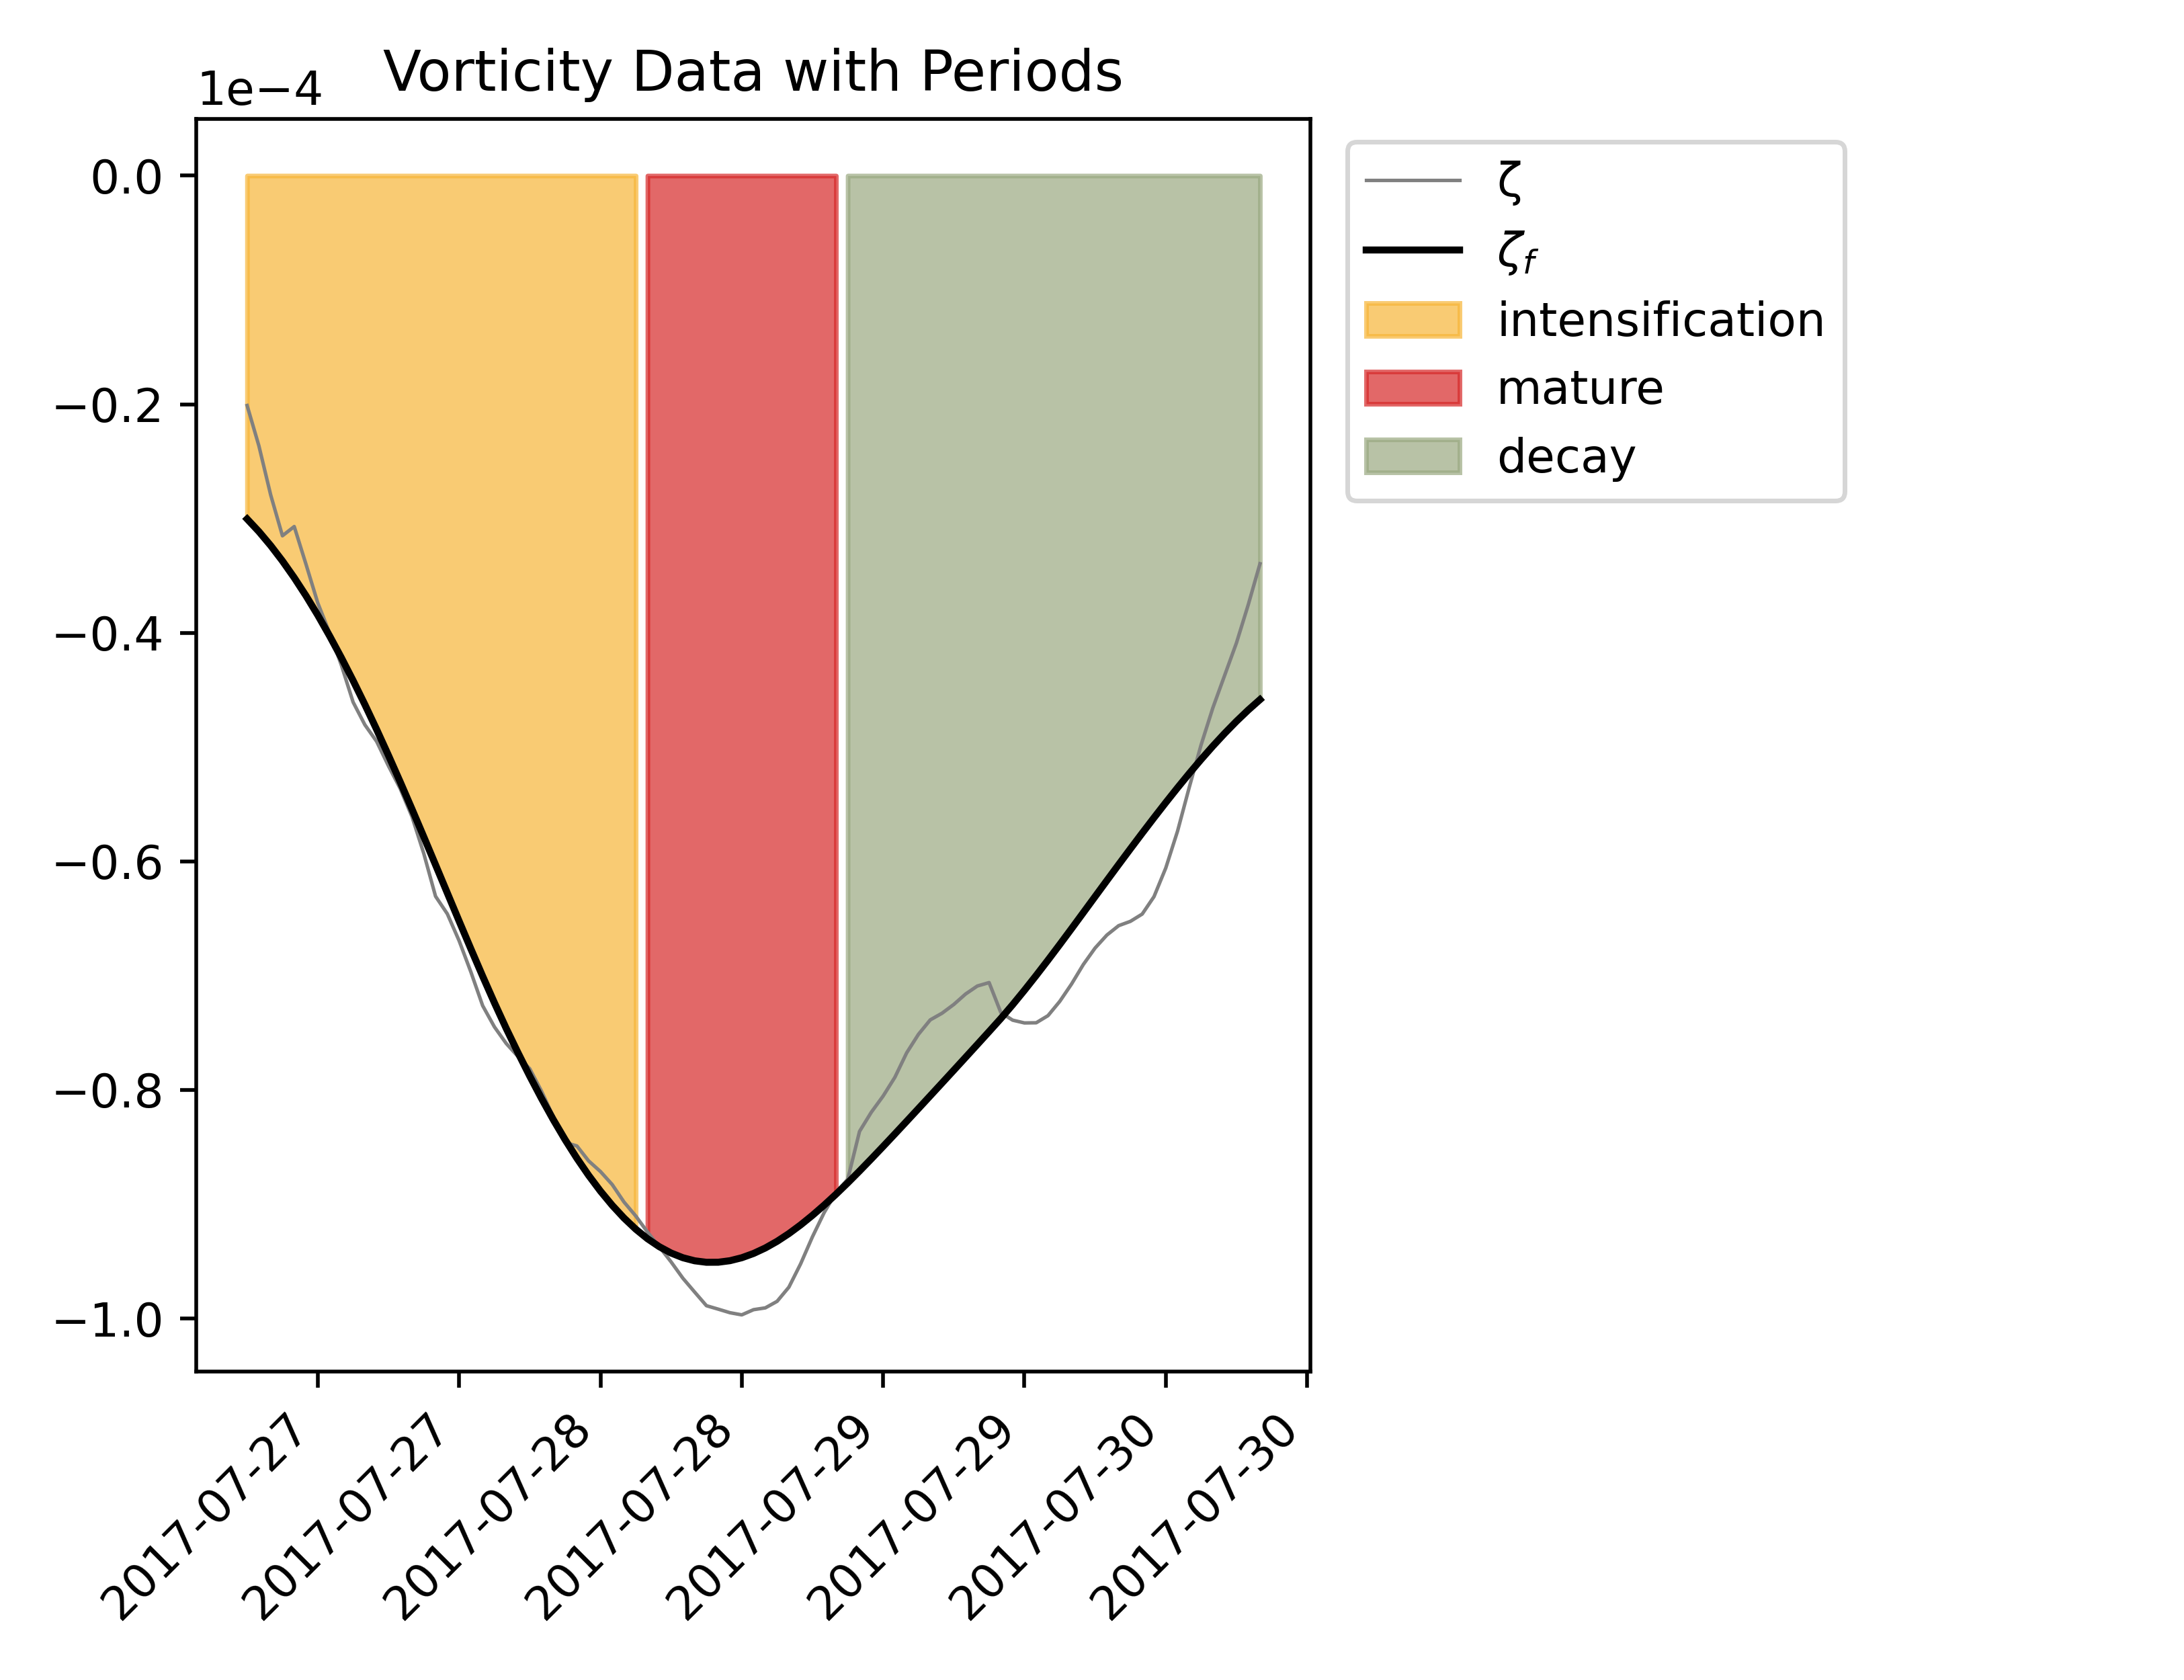 Vorticity Data with Periods
1e−4
0.0
−0.2
−0.4
−0.6
−0.8
−1.0
2017-07-27
2017-07-27
2017-07-28
2017-07-28
2017-07-29
2017-07-29
2017-07-30
2017-07-30
ζ
ζf
intensification
mature
decay